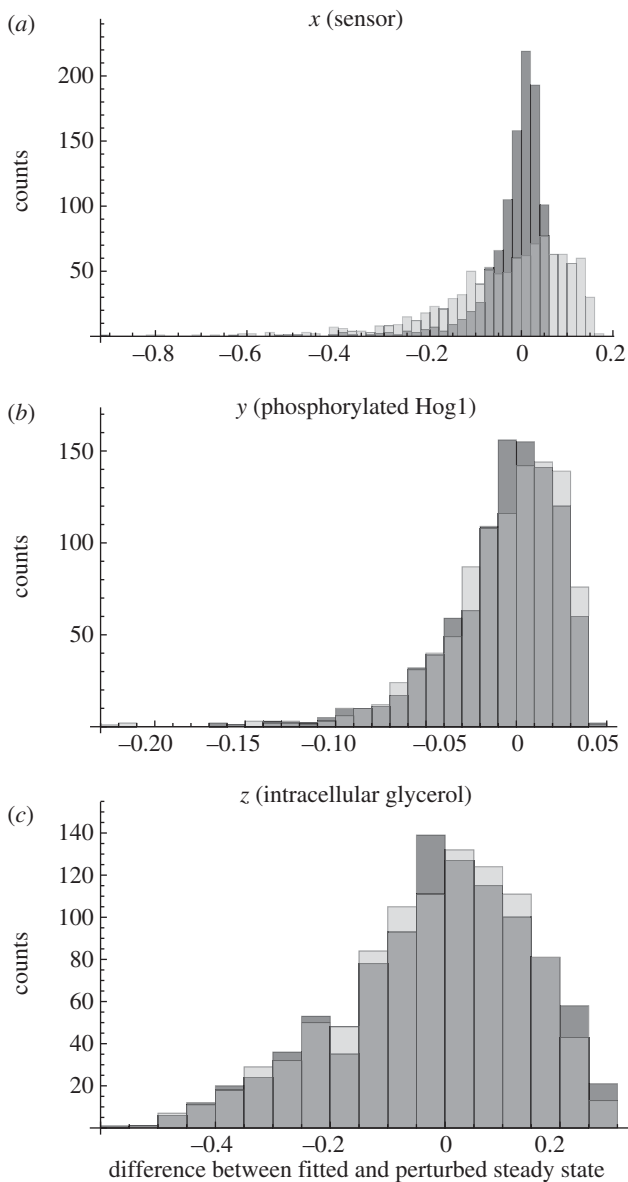 (a)
x (sensor)
counts
200
150
100
50
−0.8 −0.6 −0.4 −0.2 0 0.2
(b)
y (phosphorylated Hog1)
counts
150
100
50
−0.20 −0.15 −0.10 −0.05 0 0.05
(c)
z (intracellular glycerol)
counts
140
120
100
80
60
40
20
−0.4 −0.2 0 0.2
difference between fitted and perturbed steady state